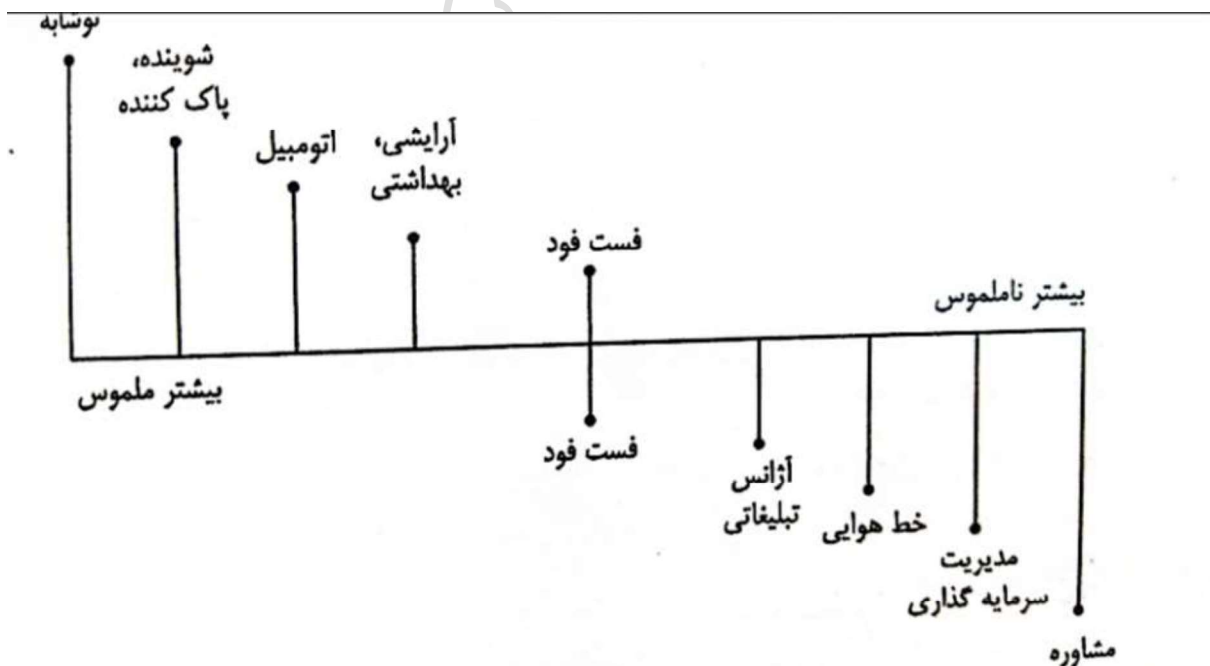 نوشابه
شوینده،
پاک کننده
اتومبیل
آرایشی،
بهداشتی
فست فود
بیشتر ناملموس
بیشتر ملموس
فست فود
آژانس
تبلیغاتی
خط هوایی
مدیریت
سرمایه گذاری
مشاوره